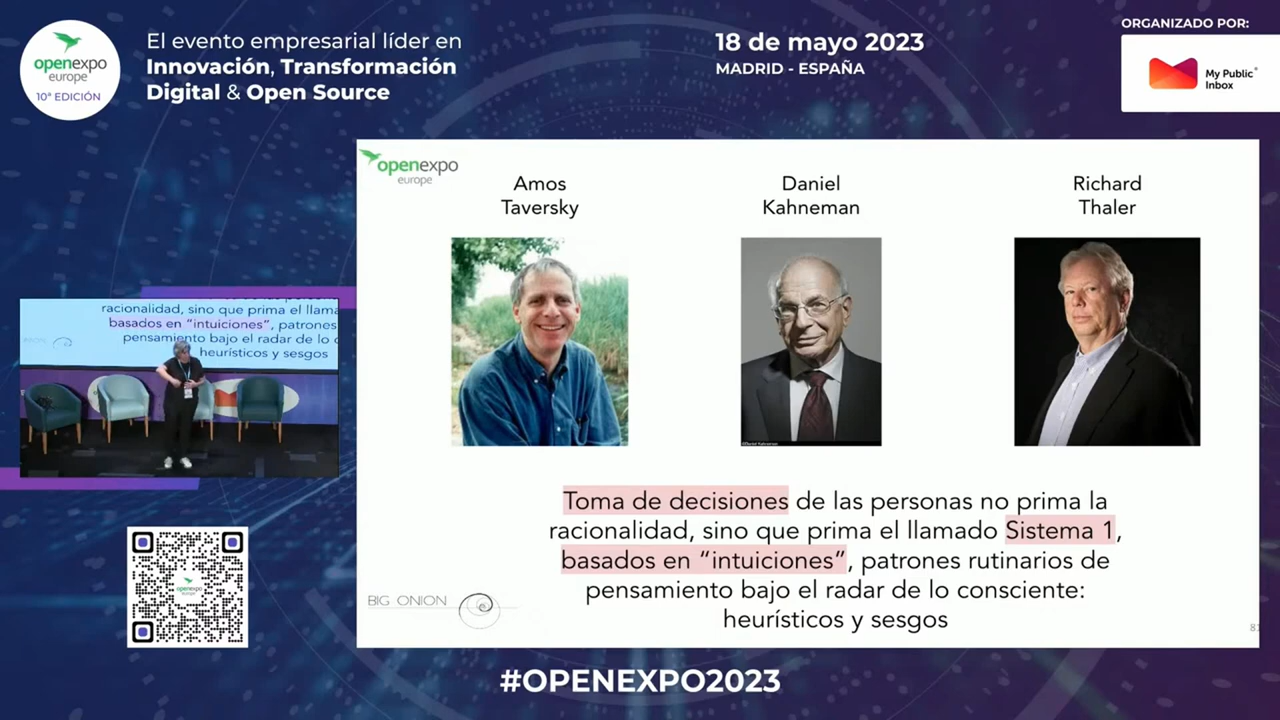 openexpo
europe
10ª EDICIÓN
El evento empresarial líder en
Innovación, Transformación
Digital & Open Source
18 de mayo 2023
MADRID - ESPAÑA
ORGANIZADO POR:
My Public
Inbox
openexpo
europe
Amos
Taversky
Daniel
Kahneman
Richard
Thaler
racionalidad, sino que prima el llama
basados en “intuiciones”, patrones
pensamiento bajo el radar de lo c
heurísticos y sesgos
Toma de decisiones de las personas no prima la
racionalidad, sino que prima el llamado Sistema 1,
basados en “intuiciones”, patrones rutinarios de
pensamiento bajo el radar de lo consciente:
heurísticos y sesgos
BIG ONION
81
openexpo
europe
#OPENEXPO2023